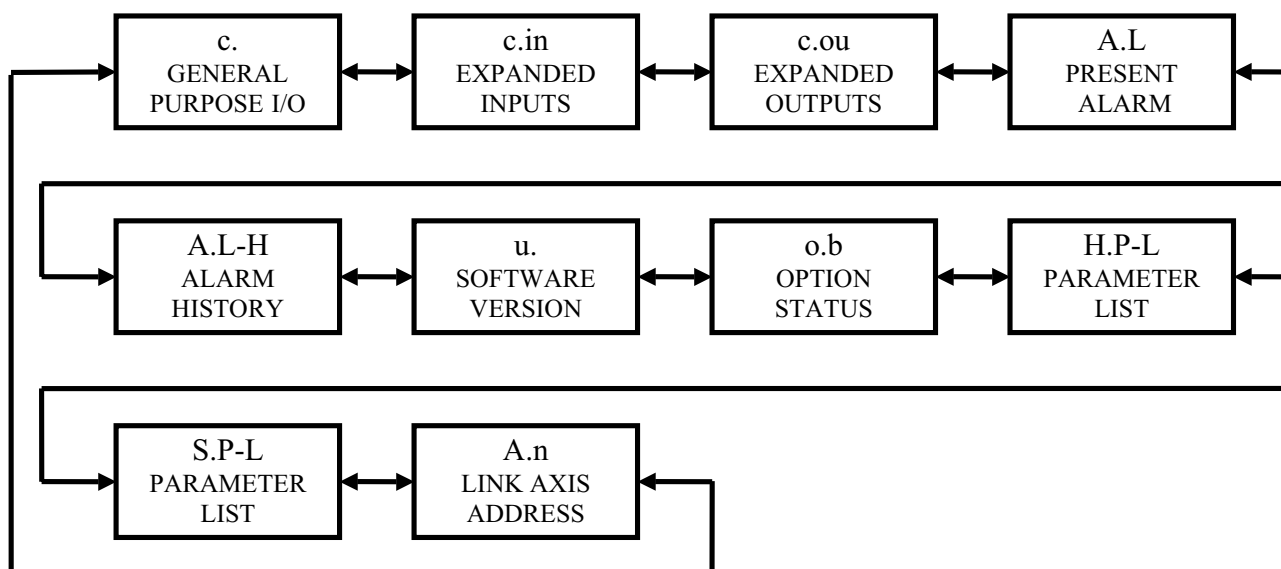 c.
GENERAL
PURPOSE I/O
c.in
EXPANDED
INPUTS
c.ou
EXPANDED
OUTPUTS
A.L
PRESENT
ALARM
A.L-H
ALARM
HISTORY
u.
SOFTWARE
VERSION
o.b
OPTION
STATUS
H.P-L
PARAMETER
LIST
S.P-L
PARAMETER
LIST
A.n
LINK AXIS
ADDRESS